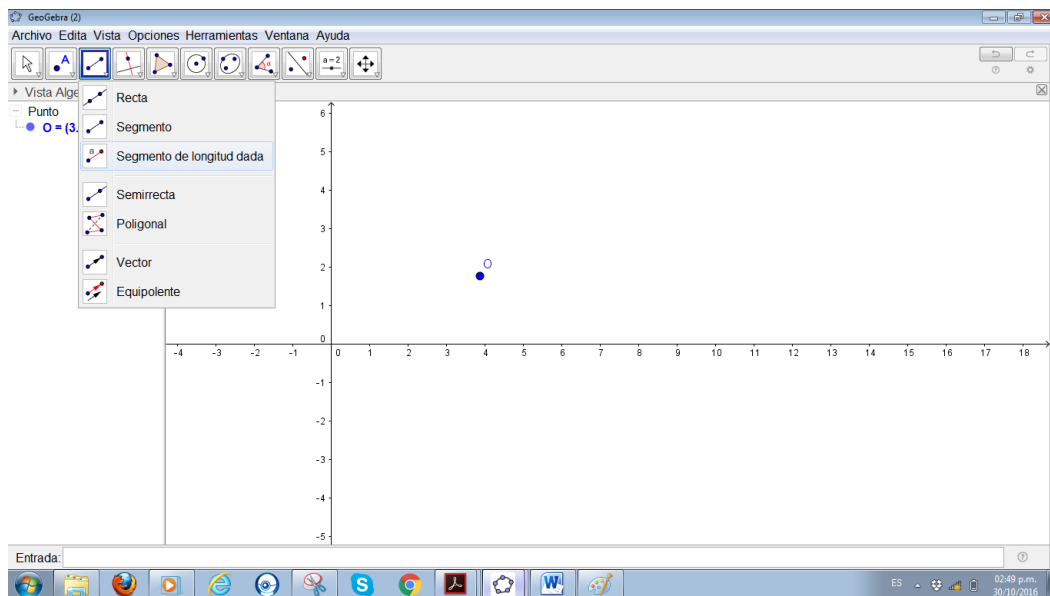 GeoGebra (2)
Archivo Edita Vista Opciones Herramientas Ventana Ayuda
A
α
a=2
Vista Alge
Punto
O = (3.
Recta
Segmento
a
Segmento de longitud dada
Semirrecta
Poligonal
Vector
Equipolente
6
5
4
3
O
2
1
0
-4 -3 -2 -1 0 1 2 3 4 5 6 7 8 9 10 11 12 13 14 15 16 17 18
-1
-2
-3
-4
-5
Entrada:
S
W
ES
02:49 p.m.
30/10/2016